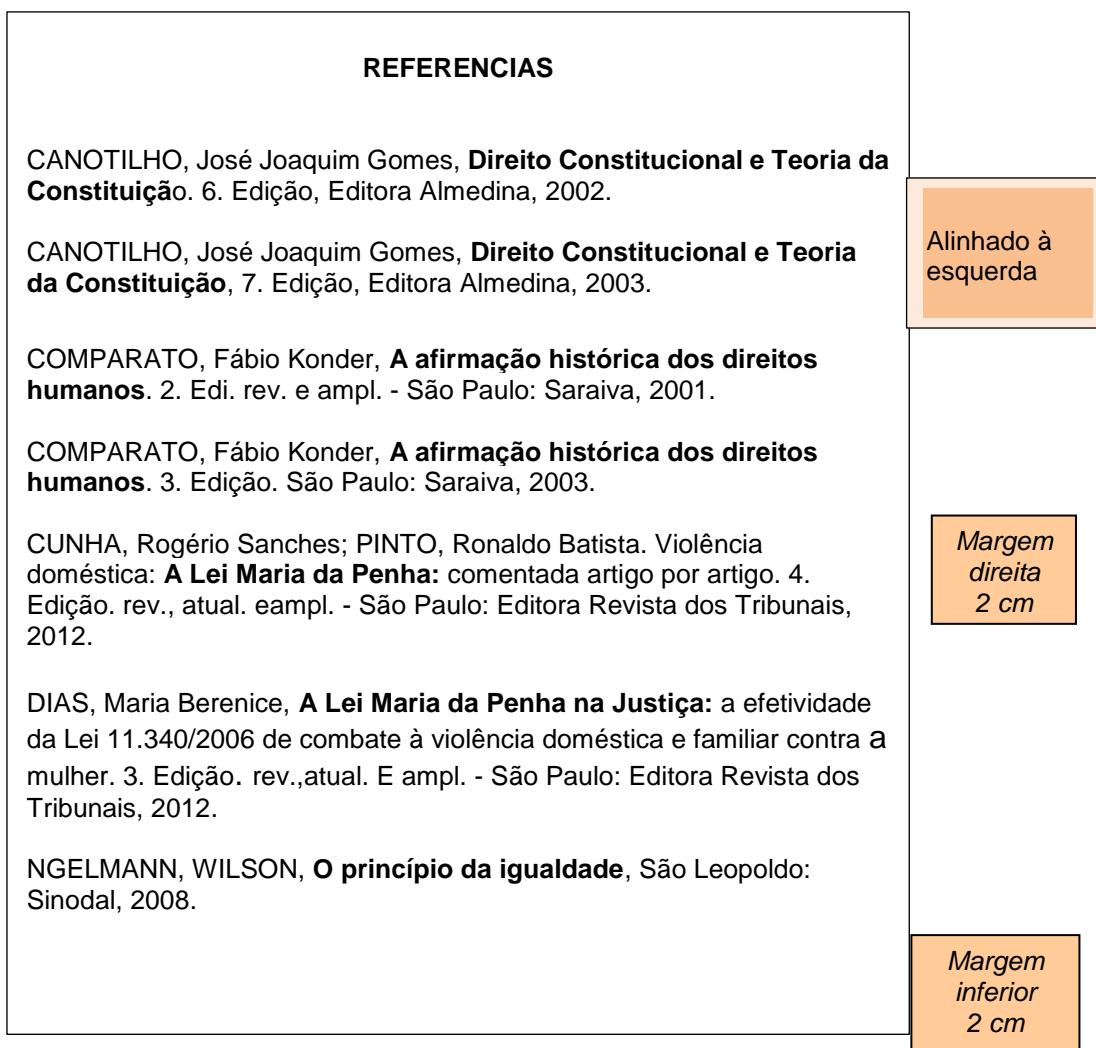 REFERENCIAS
CANOTILHO, José Joaquim Gomes, Direito Constitucional e Teoria da
Constituição. 6. Edição, Editora Almedina, 2002.
CANOTILHO, José Joaquim Gomes, Direito Constitucional e Teoria
da Constituição, 7. Edição, Editora Almedina, 2003.
Alinhado à
esquerda
COMPARATO, Fábio Konder, A afirmação histórica dos direitos
humanos. 2. Edi. rev. e ampl. - São Paulo: Saraiva, 2001.
COMPARATO, Fábio Konder, A afirmação histórica dos direitos
humanos. 3. Edição. São Paulo: Saraiva, 2003.
CUNHA, Rogério Sanches; PINTO, Ronaldo Batista. Violência
doméstica: A Lei Maria da Penha: comentada artigo por artigo. 4.
Edição. rev., atual. eampl. - São Paulo: Editora Revista dos Tribunais,
2012.
Margem
direita
2 cm
DIAS, Maria Berenice, A Lei Maria da Penha na Justiça: a efetividade
da Lei 11.340/2006 de combate à violência doméstica e familiar contra a
mulher. 3. Edição. rev.,atual. E ampl. - São Paulo: Editora Revista dos
Tribunais, 2012.
NGELMANN, WILSON, O princípio da igualdade, São Leopoldo:
Sinodal, 2008.
Margem
inferior
2 cm